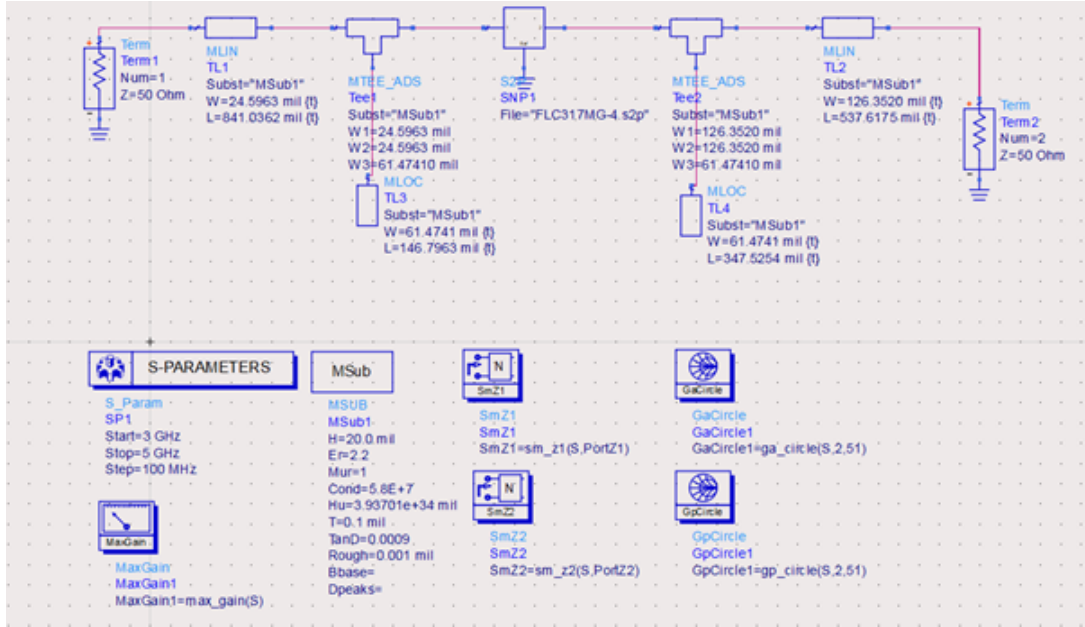 Term
Term1
Num=1
Z=50 Ohm
MLIN
TL1
Subst="MSub1"
W=24.5963 mil {t}
L=841.0362 mil {t}
MTEE_ADS
Tee1
Subst="MSub1"
W1=24.5963 mil
W2=24.5963 mil
W3=61.47410 mil
MLOC
TL3
Subst="MSub1"
W=61.4741 mil {t}
L=146.7963 mil {t}
SNP1
File="FLC317MG-4.s2p"
MTEE_ADS
Tee2
Subst="MSub1"
W1=126.3520 mil
W2=126.3520 mil
W3=61.47410 mil
MLOC
TL4
Subst="MSub1"
W=61.4741 mil {t}
L=347.5254 mil {t}
MLIN
TL2
Subst="MSub1"
W=126.3520 mil {t}
L=537.6175 mil {t}
Term
Term2
Num=2
Z=50 Ohm
S-PARAMETERS
S_Param
SP1
Start=3 GHz
Stop=5 GHz
Step=100 MHz
MaxGain
MaxGain
MaxGain1
MaxGain1=max_gain(S)
MSub
MSUB
MSub1
H=20.0 mil
Er=2.2
Mur=1
Cond=5.8E+7
Hu=3.93701e+34 mil
T=0.1 mil
TanD=0.0009
Rough=0.001 mil
Bbase=
Dpeaks=
N
SmZ1
SmZ1
SmZ1
SmZ1=sm_z1(S,PortZ1)
N
SmZ2
SmZ2
SmZ2
SmZ2=sm_z2(S,PortZ2)
GaCircle
GaCircle
GaCircle1
GaCircle1=ga_circle(S,2,51)
GpCircle
GpCircle
GpCircle1
GpCircle1=gp_circle(S,2,51)